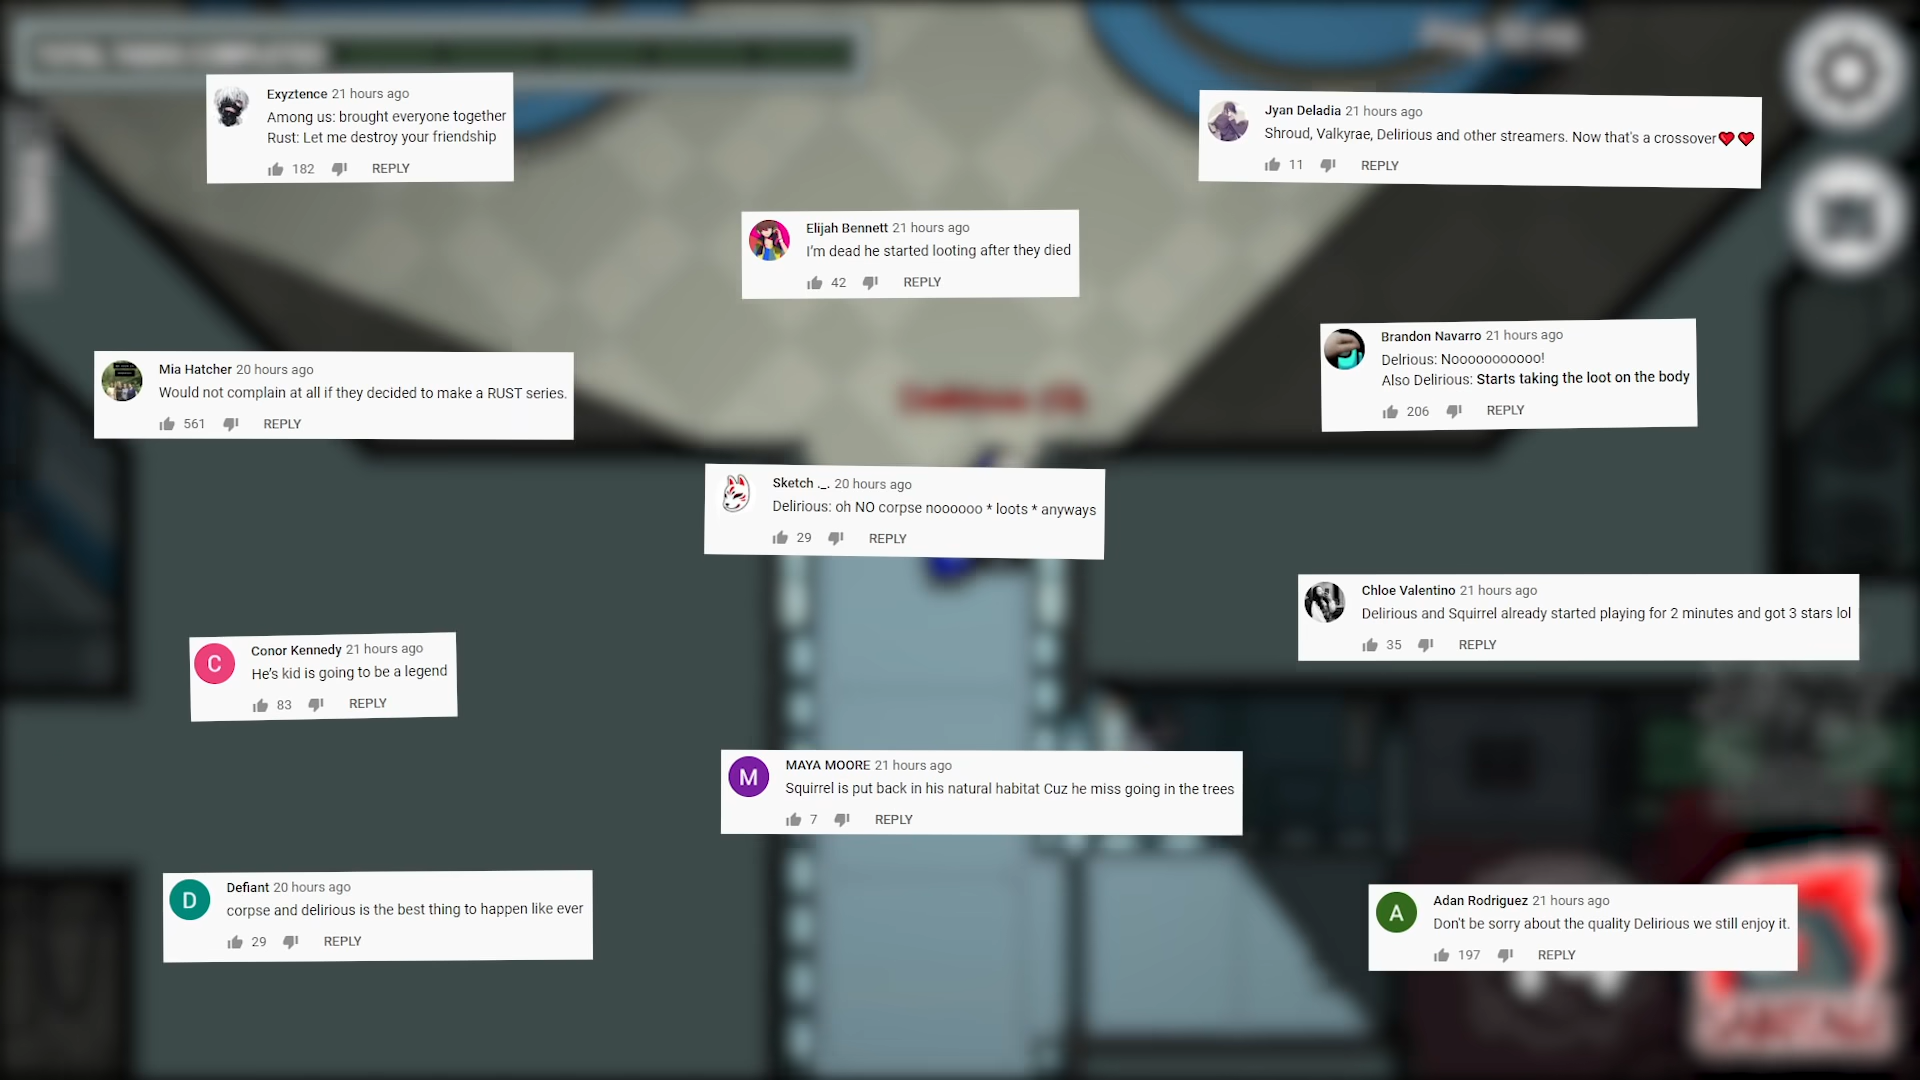 TOTAL TASKS COMPLETED
Exyztence 21 hours ago
Among us: brought everyone together
Rust: Let me destroy your friendship
182 REPLY
Jyan Deladia 21 hours ago
Shroud, Valkyrae, Delirious and other streamers. Now that's a crossover❤❤
11 REPLY
Elijah Bennett 21 hours ago
I'm dead he started looting after they died
42 REPLY
Brandon Navarro 21 hours ago
Delrious: Nooooooooooo!
Also Delirious: Starts taking the loot on the body
206 REPLY
Mia Hatcher 20 hours ago
Would not complain at all if they decided to make a RUST series.
561 REPLY
Sketch ._. 20 hours ago
Delirious: oh NO corpse noooooo * loots * anyways
29 REPLY
Chloe Valentino 21 hours ago
Delirious and Squirrel already started playing for 2 minutes and got 3 stars lol
35 REPLY
C
Conor Kennedy 21 hours ago
He's kid is going to be a legend
83 REPLY
M
MAYA MOORE 21 hours ago
Squirrel is put back in his natural habitat Cuz he miss going in the trees
7 REPLY
D
Defiant 20 hours ago
corpse and delirious is the best thing to happen like ever
29 REPLY
A
Adan Rodriguez 21 hours ago
Don't be sorry about the quality Delirious we still enjoy it.
197 REPLY